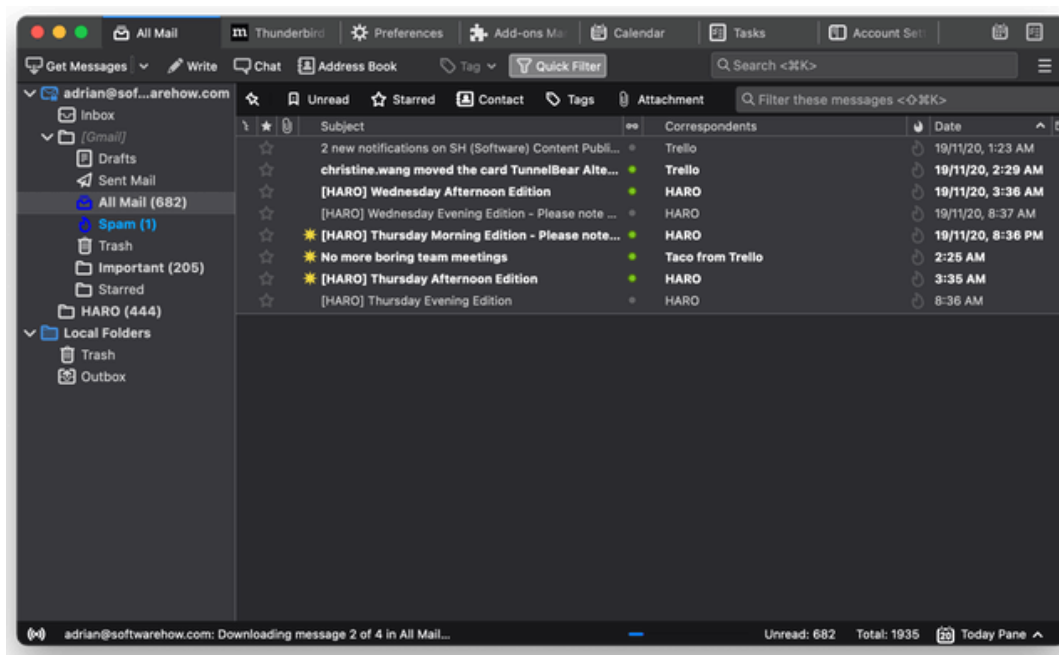 All Mail
Thunderbird
Preferences
Add-ons Ma
Calendar
Tasks
Account Sett
Get Messages
Write
Chat
Address Book
Tag
Quick Filter
Search <⌘K>
adrian@sof...arehow.com
Inbox
[Gmail]
Drafts
Sent Mail
All Mail (682)
Spam (1)
Trash
Important (205)
Starred
HARO (444)
Local Folders
Trash
Outbox
Unread
Starred
Contact
Tags
Attachment
Filter these messages <⇧⌘K>
Subject Correspondents Date
2 new notifications on SH (Software) Content Publi... Trello 19/11/20, 1:23 AM
christine.wang moved the card TunnelBear Alte... Trello 19/11/20, 2:29 AM
[HARO] Wednesday Afternoon Edition HARO 19/11/20, 3:36 AM
[HARO] Wednesday Evening Edition - Please note ... HARO 19/11/20, 8:37 AM
[HARO] Thursday Morning Edition - Please note... HARO 19/11/20, 8:36 PM
No more boring team meetings Taco from Trello 2:25 AM
[HARO] Thursday Afternoon Edition HARO 3:35 AM
[HARO] Thursday Evening Edition HARO 8:36 AM
adrian@softwarehow.com: Downloading message 2 of 4 in All Mail... Unread: 682 Total: 1935 20 Today Pane